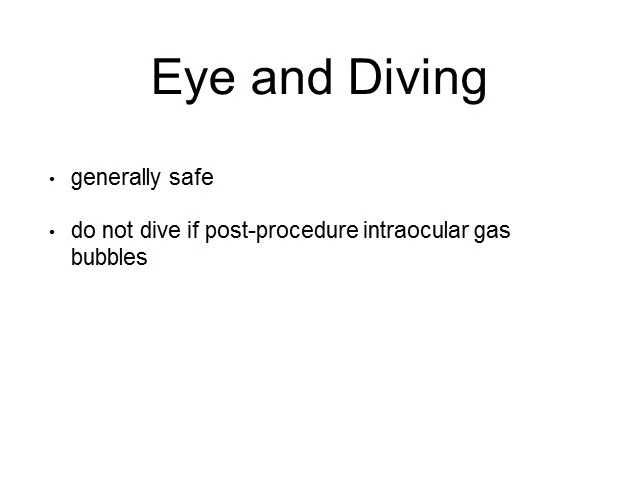 Eye and Diving
• generally safe
• do not dive if post-procedure intraocular gas
bubbles